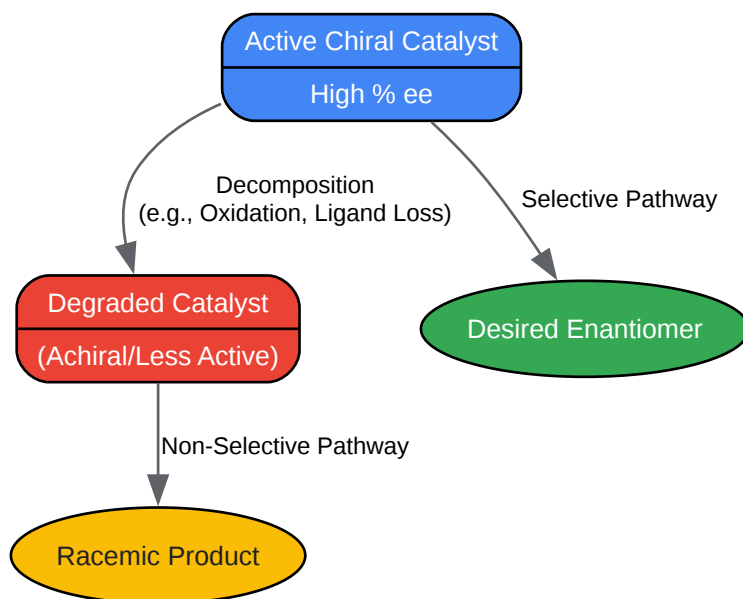 Active Chiral Catalyst
High % ee
Decomposition
(e.g., Oxidation, Ligand Loss)
Selective Pathway
Degraded Catalyst
(Achiral/Less Active)
Desired Enantiomer
Non-Selective Pathway
Racemic Product